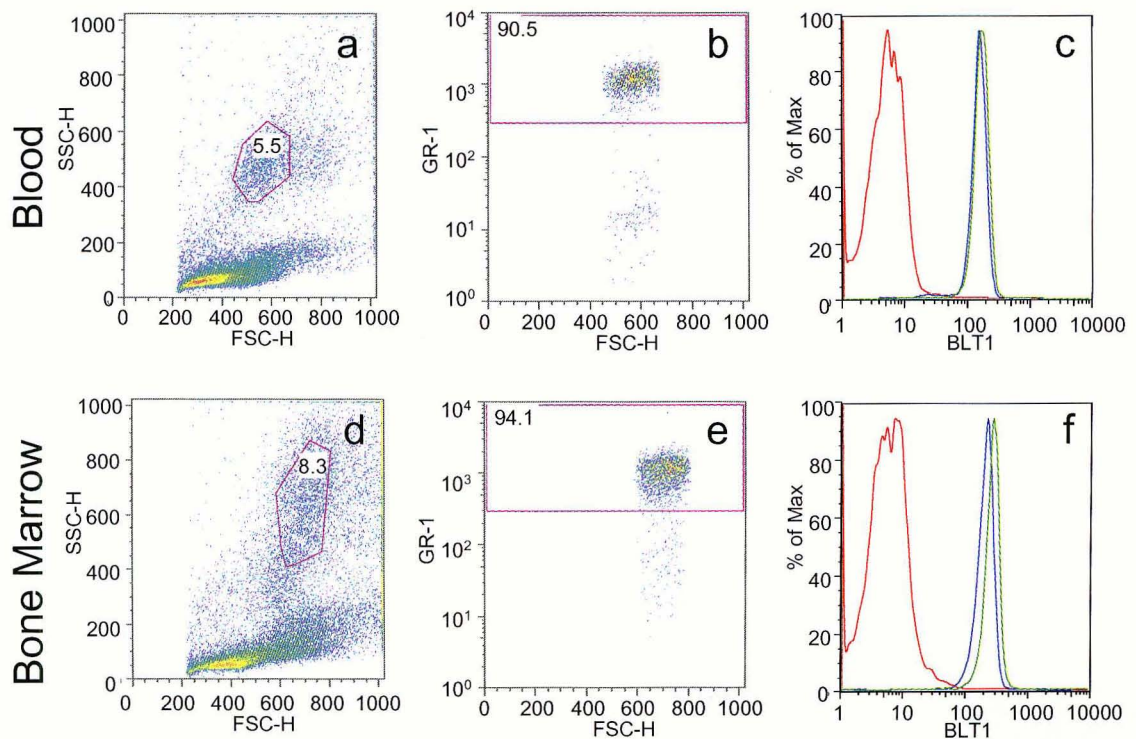 Blood
a
1000
800
600
400
200
0
SSC-H
5.5
0 200 400 600 800 1000
FSC-H
b
90.5
10⁴
10³
10²
10¹
10⁰
GR-1
0 200 400 600 800 1000
FSC-H
c
100
80
60
40
20
0
% of Max
1 10 100 1000 10000
BLT1
Bone Marrow
d
1000
800
600
400
200
0
SSC-H
8.3
0 200 400 600 800 1000
FSC-H
e
94.1
10⁴
10³
10²
10¹
10⁰
GR-1
0 200 400 600 800 1000
FSC-H
f
100
80
60
40
20
0
% of Max
1 10 100 1000 10000
BLT1